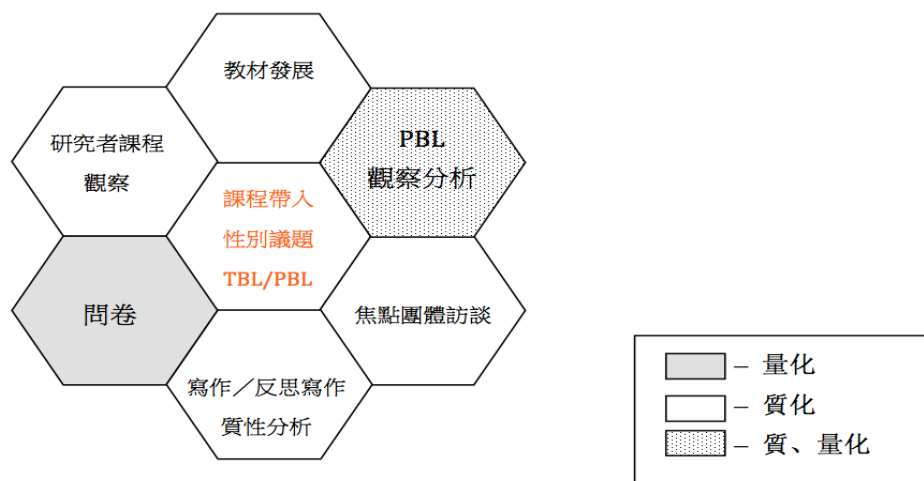 教材發展
研究者課程
觀察
PBL
觀察分析
課程帶入
性別議題
TBL/PBL
問卷
焦點團體訪談
寫作／反思寫作
質性分析
– 量化
– 質化
– 質、量化